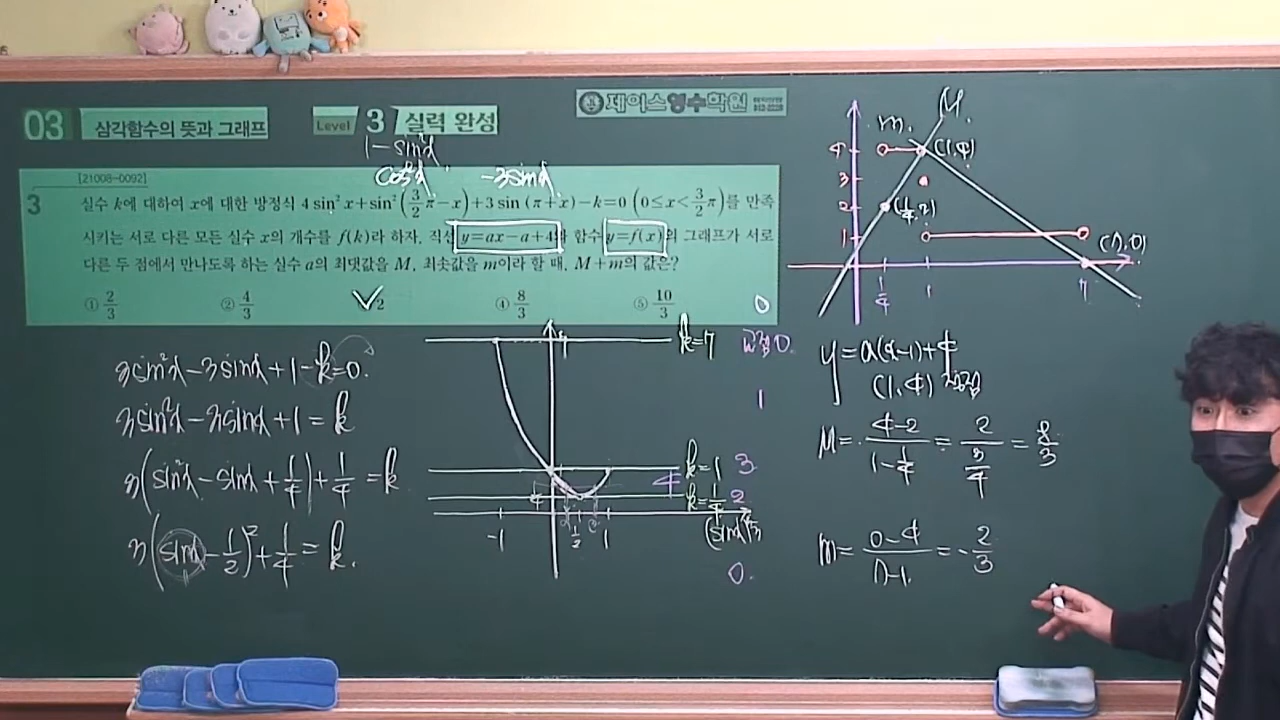 03 삼각함수의 뜻과 그래프 Level 3 실력 완성
제이스영수학원
1-sin²x
cos²x -3sinx
[21008-0092]
3 실수 k에 대하여 x에 대한 방정식 4 sin² x+sin²(3/2 π-x)+3 sin (π+x)-k=0 (0≤x<3/2 π)를 만족
시키는 서로 다른 모든 실수 x의 개수를 f(k)라 하자. 직선 y=ax-a+4와 함수 y=f(x)의 그래프가 서로
다른 두 점에서 만나도록 하는 실수 a의 최댓값을 M, 최솟값을 m이라 할 때, M+m의 값은?
① 2/3 ② 4/3 2 ④ 8/3 ⑤ 10/3
3sin²x-3sinx+1-k=0.
3sin²x-3sinx+1=k
3(sin²x-sinx+1/4)+1/4=k
3(sinx-1/2)²+1/4=k.
k=7
k=1
k=1/4
(sinx)
-1 1/2 1
0
1
3
4
2
0.
m. M.
(1,4)
(1/4,2)
(7,0)
4
3
2
1
1/4 1 7
y=a(x-1)+4
(1,4)
M=4-2/1-1/4=2/3/4=8/3
m=0-4/7-1=-2/3